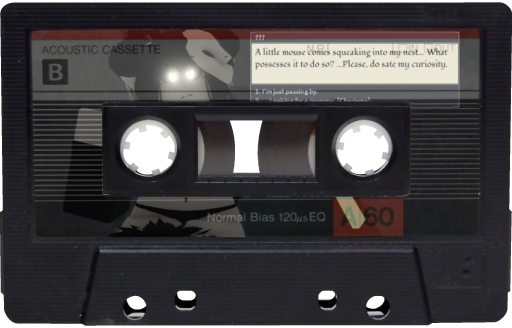 ???
ACOUSTIC CASSETTE
A little mouse comes squeaking into my nest... What
possesses it to do so? ...Please, do sate my curiosity.
B
1. I'm just passing by.
Normal Bias 120µs EQ
A 60